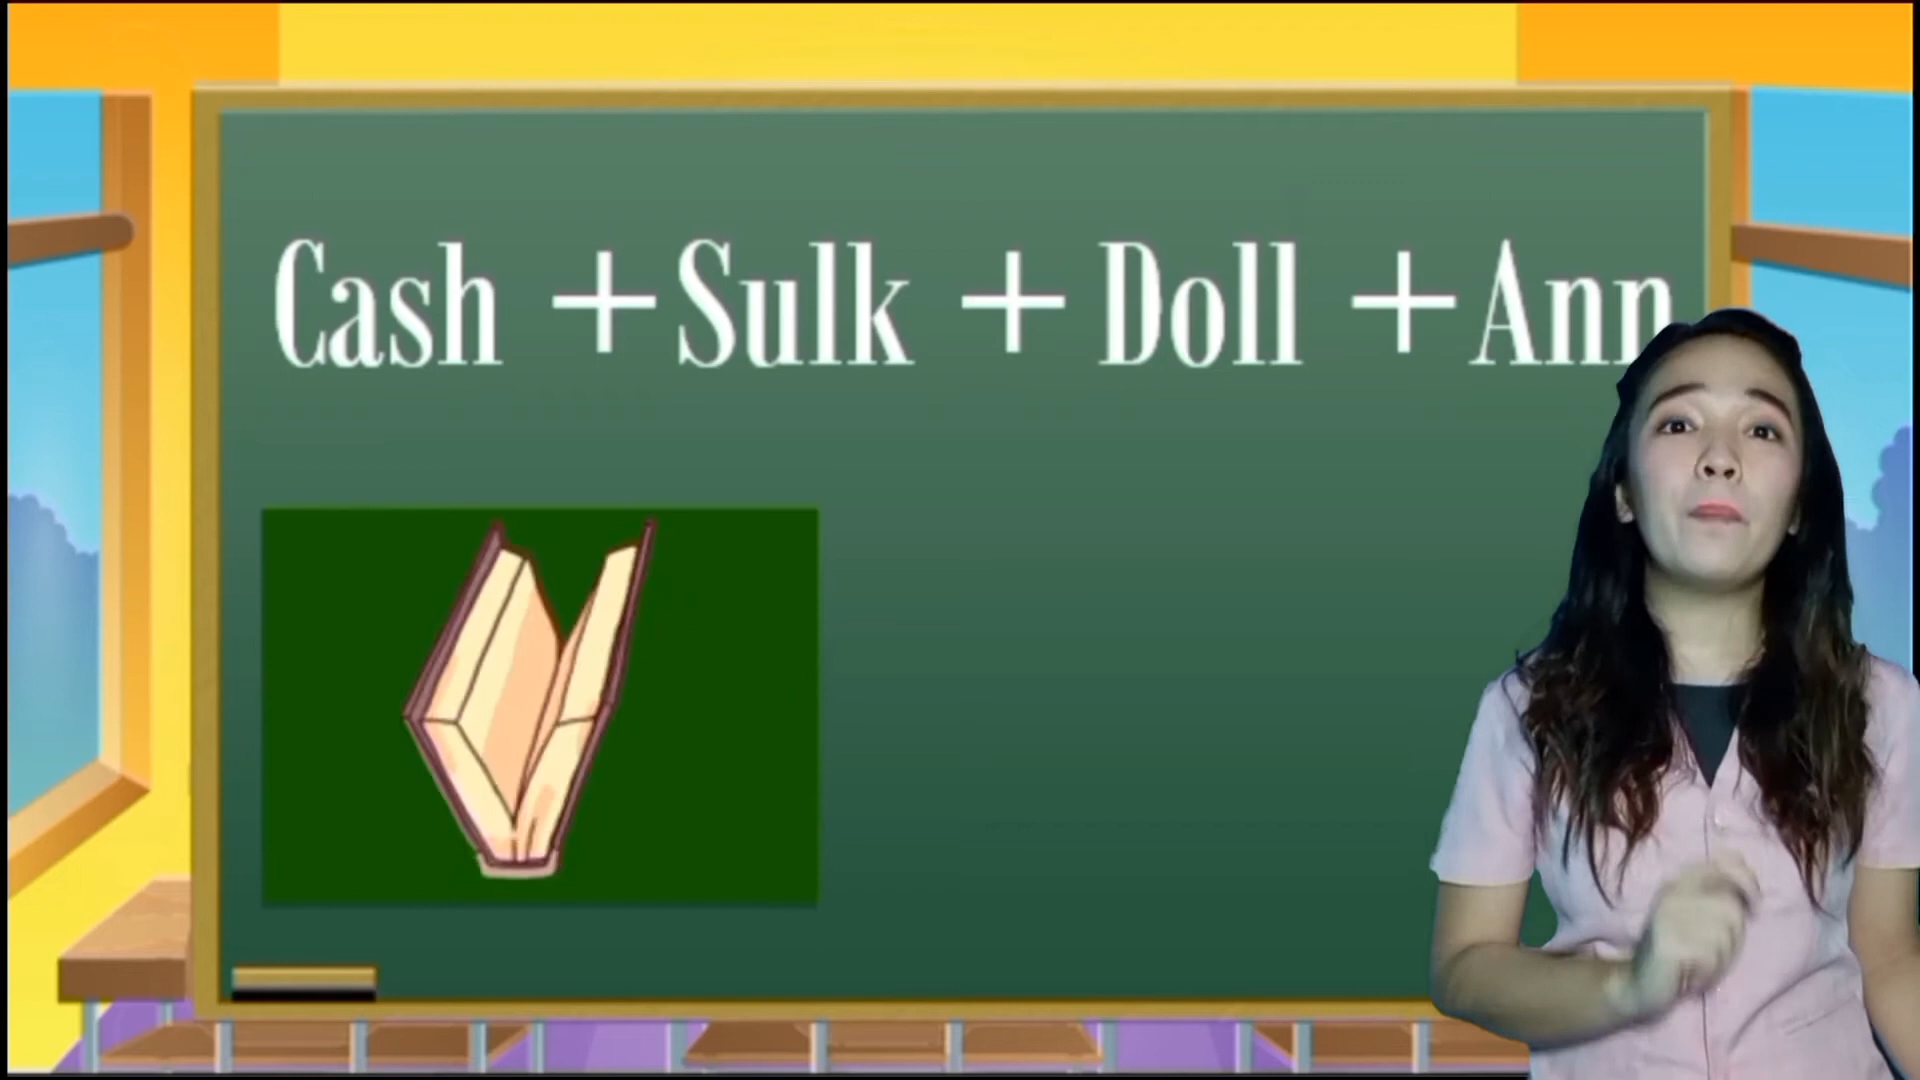 Cash + Sulk + Doll + Ann